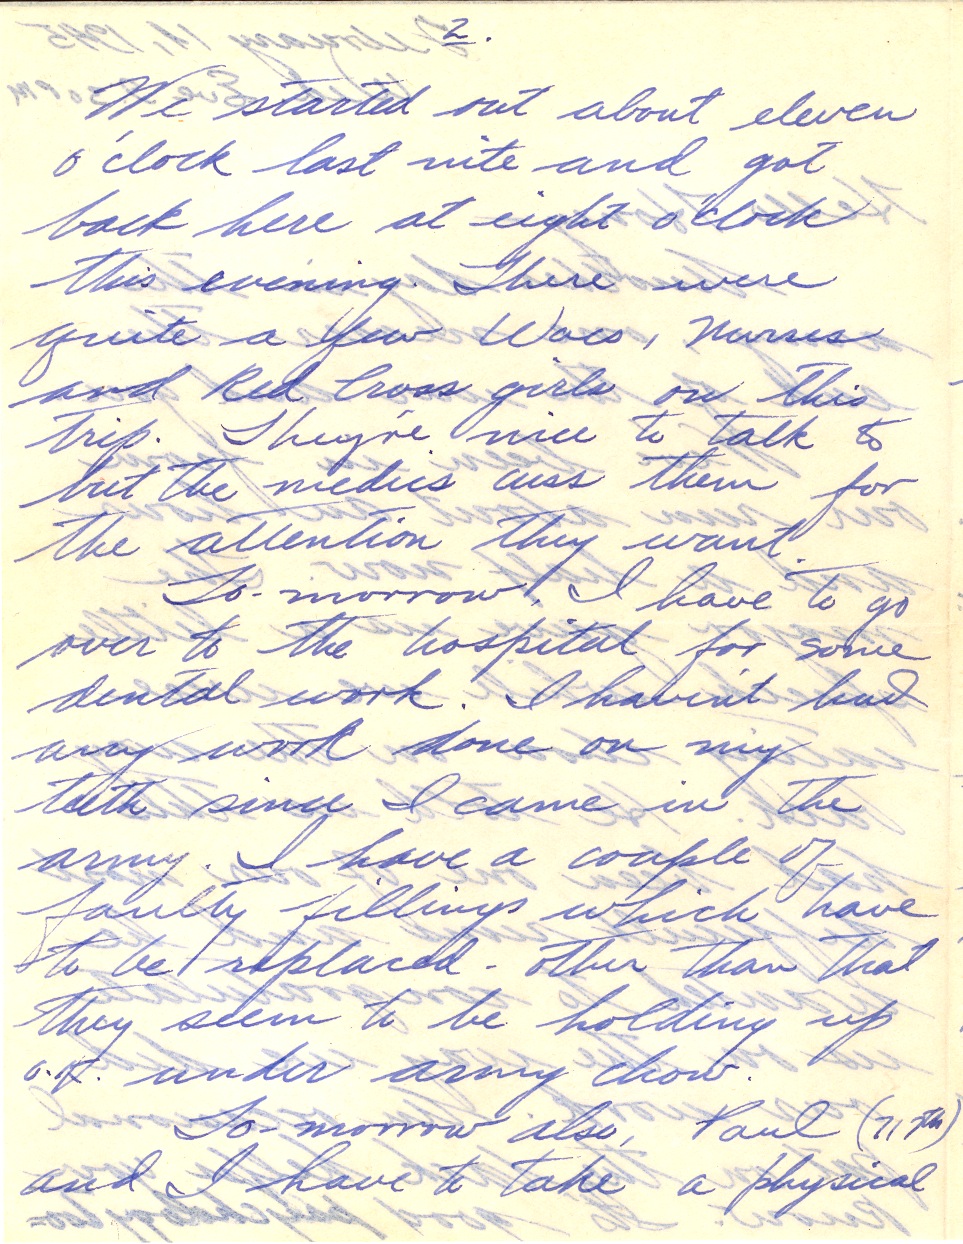 2.
We started out about eleven
o'clock last nite and got
back here at eight o'clock
this evening. There were
quite a few Wacs, Nurses
and Red Cross girls on this
trip. They're nice to talk to
but the medics cuss them for
the attention they want.
To-morrow, I have to go
over to the hospital for some
dental work. I havin't had
any work done on my
teeth since I came in the
army. I have a couple of
faulty fillings which have
to be replaced - other than that
they seem to be holding up
o.k. under army chow.
To-morrow also, Paul
and I have to take a physical